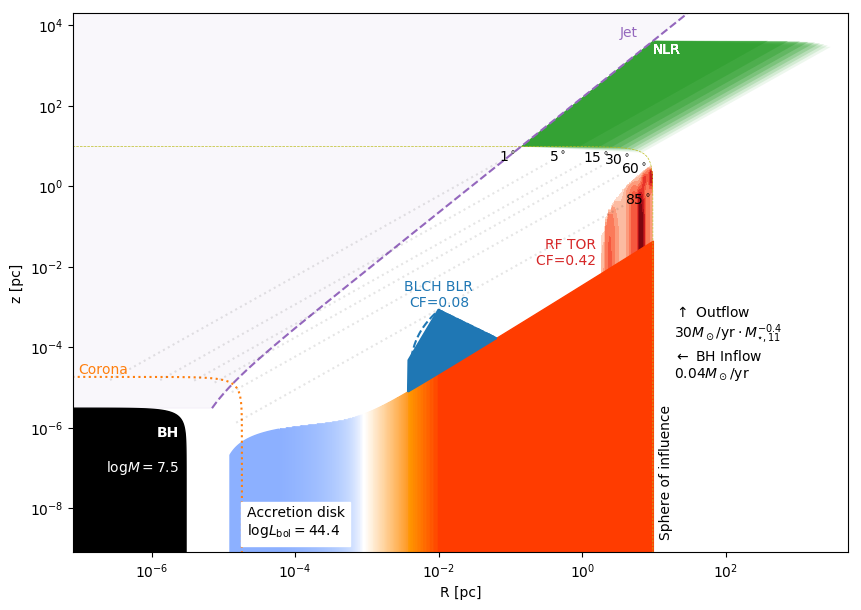 10^4
10^2
10^0
10^-2
10^-4
10^-6
10^-8
z [pc]
Jet
NLR
1°
5°
15°
30°
60°
85°
RF TOR
CF=0.42
BLCH BLR
CF=0.08
↑ Outflow
30M⊙/yr · M⋆,11^-0.4
← BH Inflow
0.04M⊙/yr
Corona
BH
logM = 7.5
Accretion disk
logLbol = 44.4
Sphere of influence
10^-6
10^-4
10^-2
10^0
10^2
R [pc]